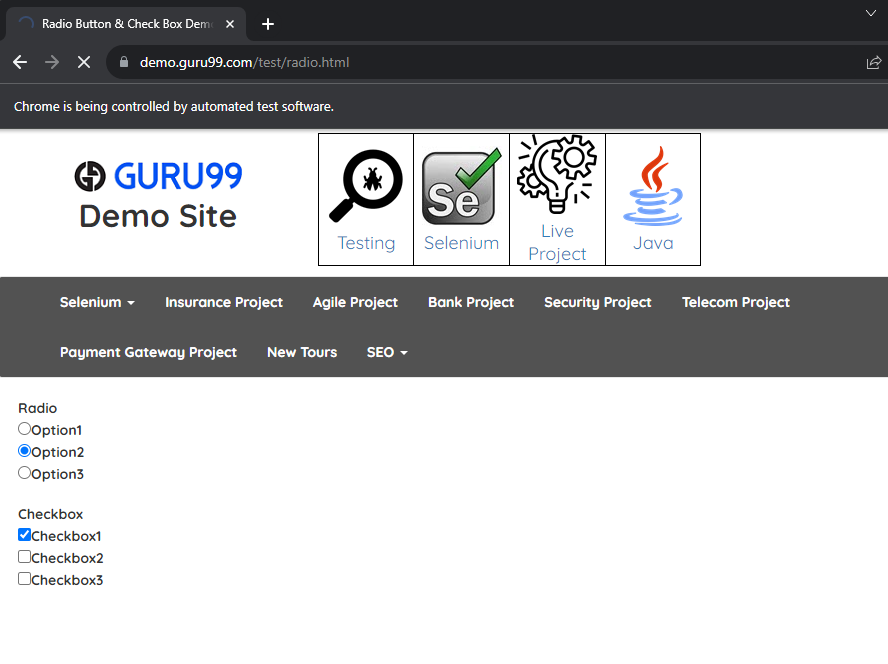 Radio Button & Check Box Dem
demo.guru99.com/test/radio.html
Chrome is being controlled by automated test software.
GURU99
Demo Site
Se
Testing
Selenium
Live
Project
Java
Selenium
Insurance Project
Agile Project
Bank Project
Security Project
Telecom Project
Payment Gateway Project
New Tours
SEO
Radio
Option1
Option2
Option3
Checkbox
Checkbox1
Checkbox2
Checkbox3